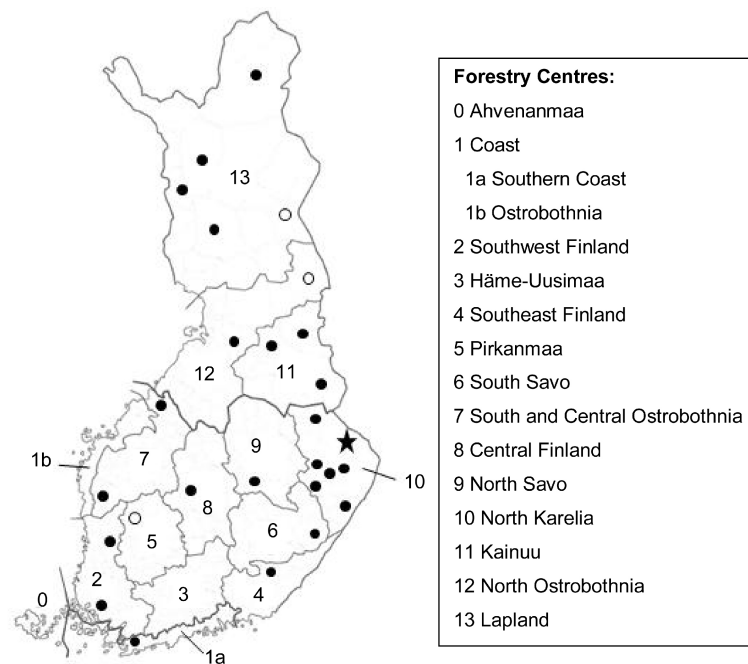 13
12
11
1b
7
9
10
8
6
5
2
3
4
0
1a
Forestry Centres:
0 Ahvenanmaa
1 Coast
1a Southern Coast
1b Ostrobothnia
2 Southwest Finland
3 Häme-Uusimaa
4 Southeast Finland
5 Pirkanmaa
6 South Savo
7 South and Central Ostrobothnia
8 Central Finland
9 North Savo
10 North Karelia
11 Kainuu
12 North Ostrobothnia
13 Lapland